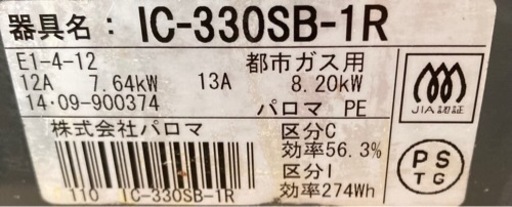 器具名: IC-330SB-1R
E1-4-12 都市ガス用
12A 7.64kW 13A 8.20kW
14・09-900374 パロマ PE
JIA認証
株式会社パロマ 区分C
効率56.3%
区分I
110 IC-330SB-1R 効率274Wh
PS
TG